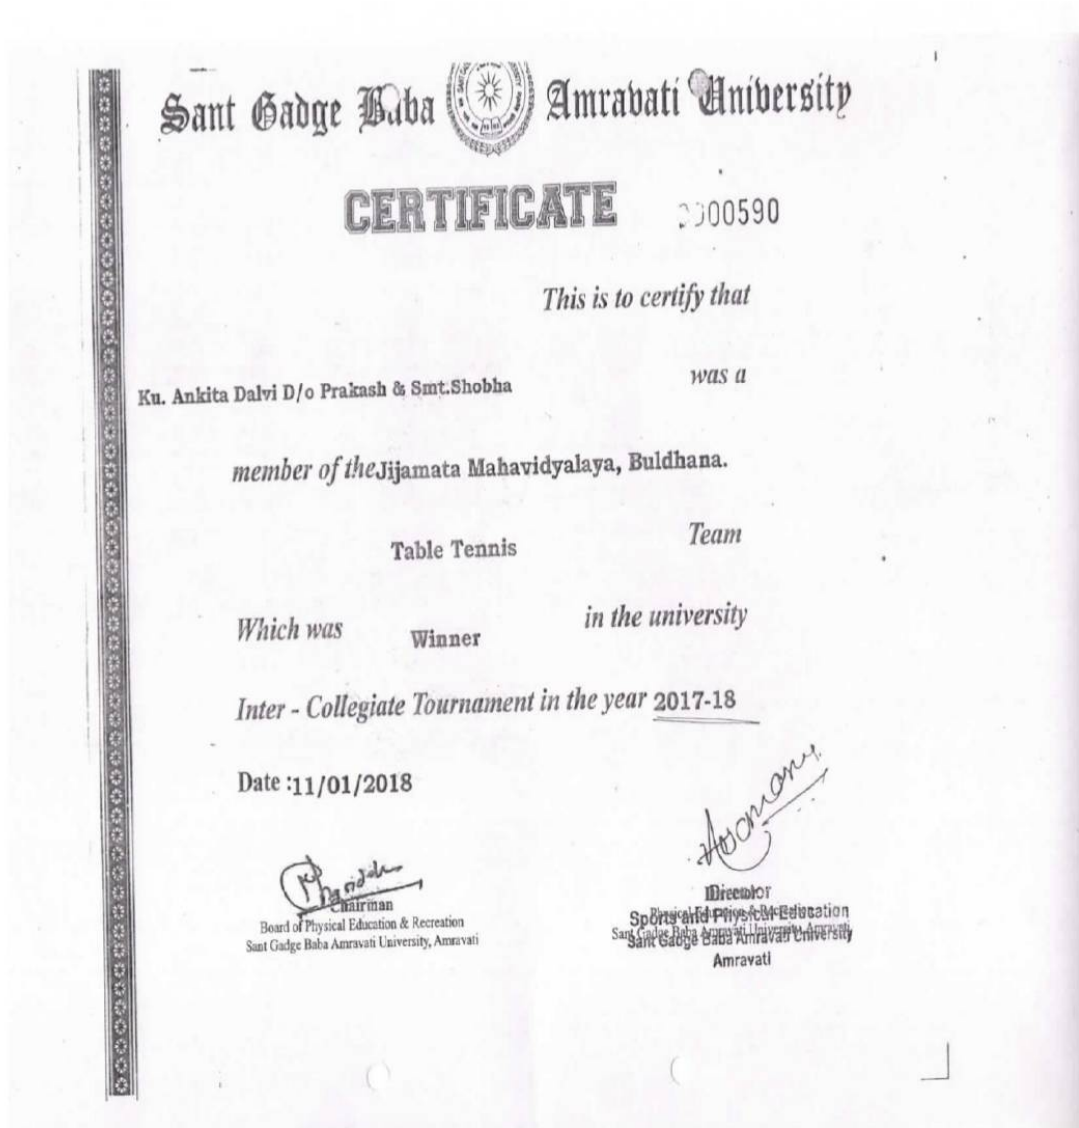 Sant Gadge Baba Amravati University
CERTIFICATE
0000590
This is to certify that
Ku. Ankita Dalvi D/o Prakash & Smt.Shobha was a
member of the Jijamata Mahavidyalaya, Buldhana.
Table Tennis Team
Which was Winner in the university
Inter - Collegiate Tournament in the year 2017-18
Date :11/01/2018
Chairman
Board of Physical Education & Recreation
Sant Gadge Baba Amravati University, Amravati
Director
Sports and Physical Education
Sant Gadge Baba Amravati University
Amravati